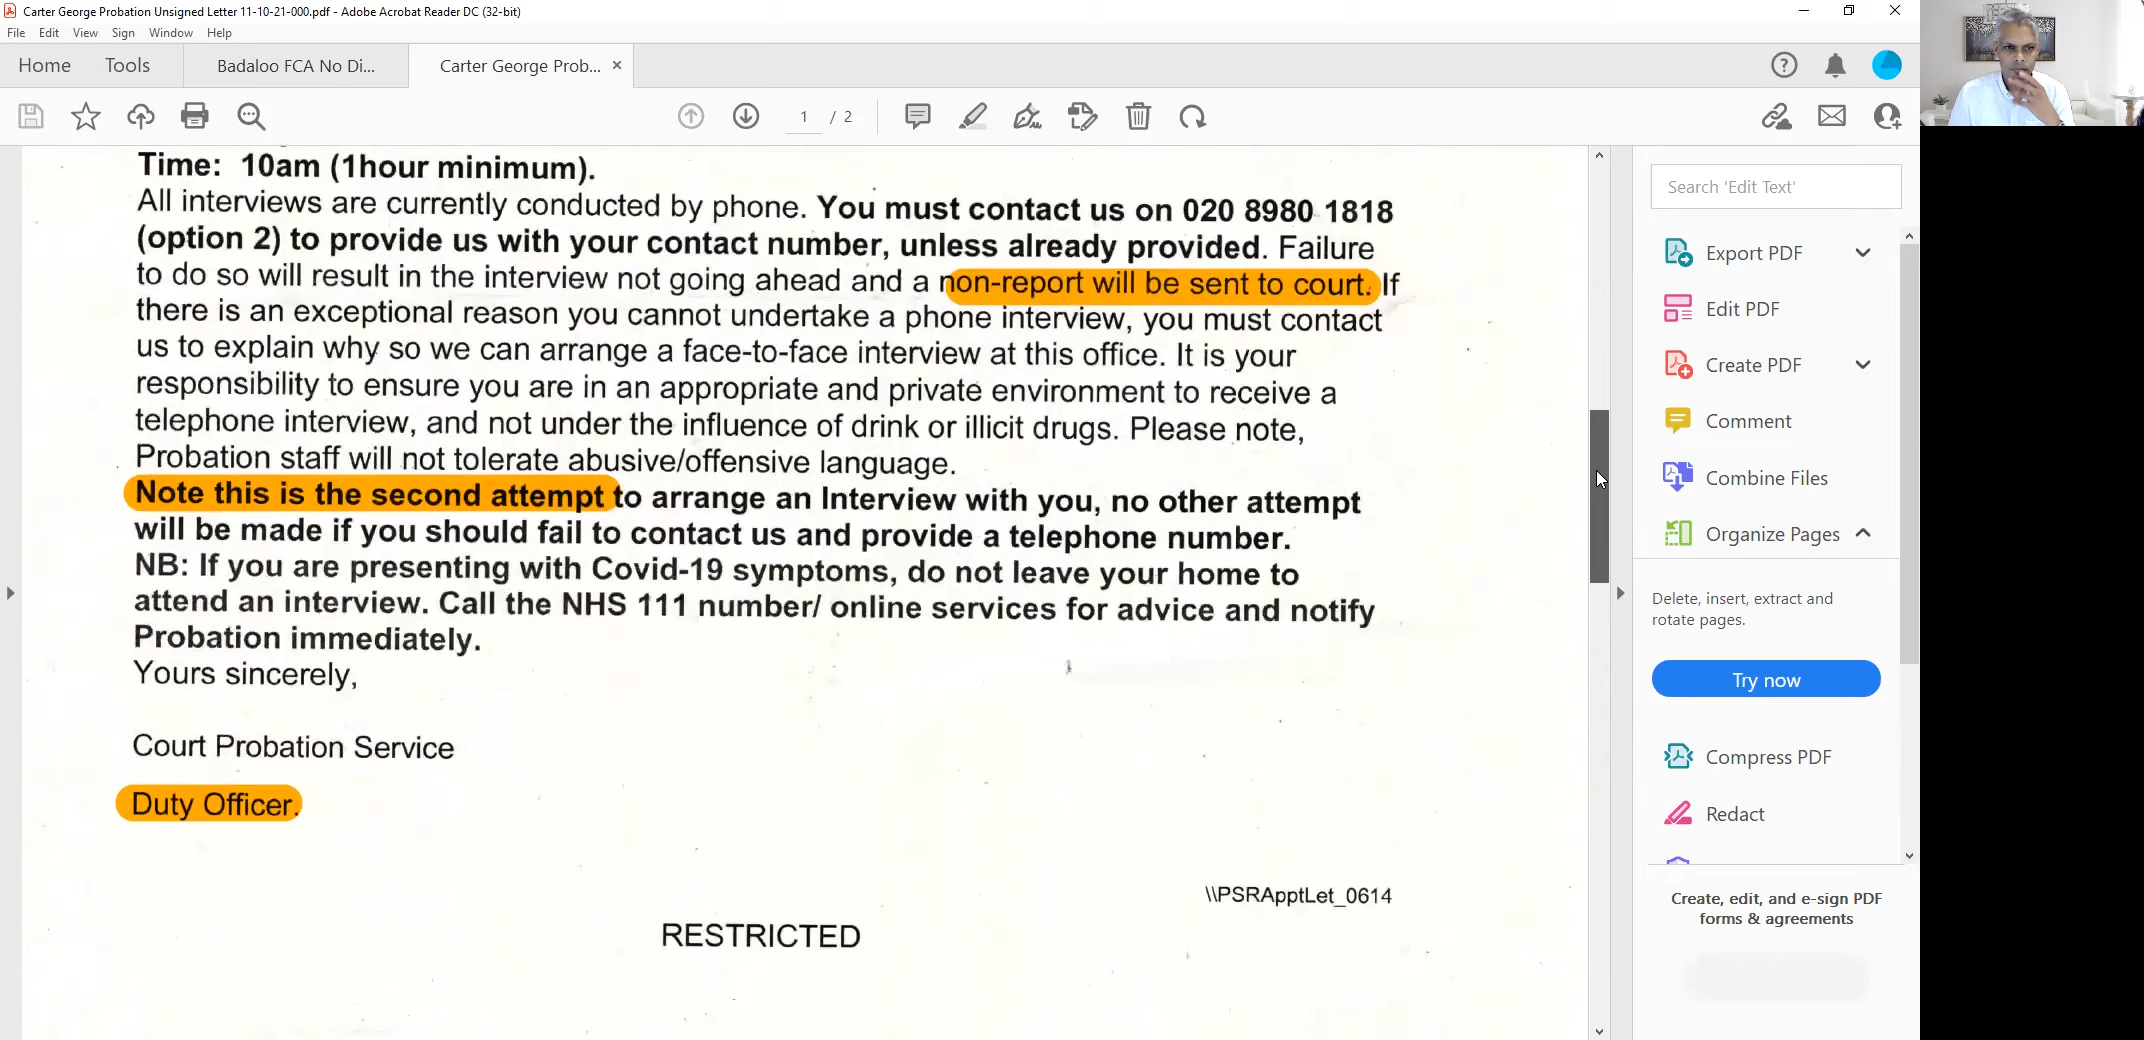 Carter George Probation Unsigned Letter 11-10-21-000.pdf - Adobe Acrobat Reader DC (32-bit)
File Edit View Sign Window Help
Home Tools Badaloo FCA No Di... Carter George Prob... ×
1 / 2
Time: 10am (1hour minimum).
All interviews are currently conducted by phone. You must contact us on 020 8980 1818
(option 2) to provide us with your contact number, unless already provided. Failure
to do so will result in the interview not going ahead and a non-report will be sent to court. If
there is an exceptional reason you cannot undertake a phone interview, you must contact
us to explain why so we can arrange a face-to-face interview at this office. It is your
responsibility to ensure you are in an appropriate and private environment to receive a
telephone interview, and not under the influence of drink or illicit drugs. Please note,
Probation staff will not tolerate abusive/offensive language.
Note this is the second attempt to arrange an Interview with you, no other attempt
will be made if you should fail to contact us and provide a telephone number.
NB: If you are presenting with Covid-19 symptoms, do not leave your home to
attend an interview. Call the NHS 111 number/ online services for advice and notify
Probation immediately.
Yours sincerely,
Court Probation Service
Duty Officer.
\\PSRApptLet_0614
RESTRICTED
Search 'Edit Text'
Export PDF
Edit PDF
Create PDF
Comment
Combine Files
Organize Pages
Delete, insert, extract and
rotate pages.
Try now
Compress PDF
Redact
Create, edit, and e-sign PDF
forms & agreements